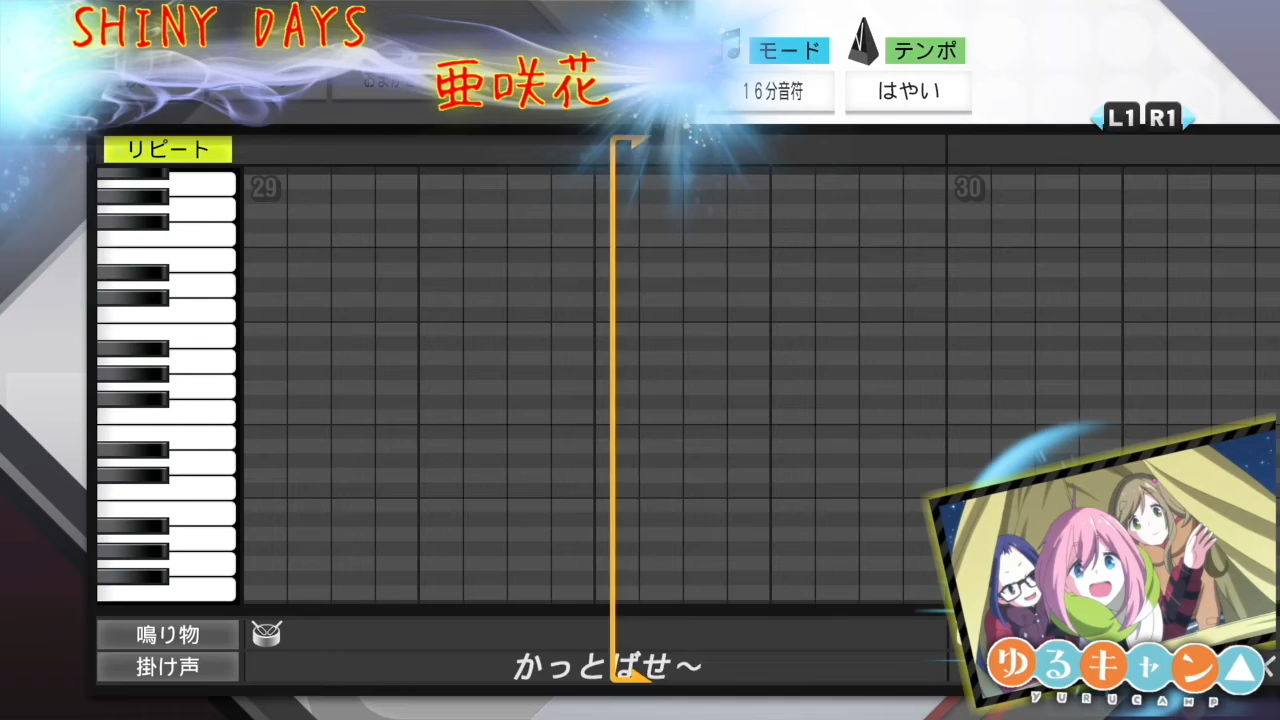 SHINY DAYS
亜咲花
モード
テンポ
16分音符
はやい
L1 R1
リピート
29
30
鳴り物
掛け声
かっとばせ～
ゆるキャン△
YURUCAMP